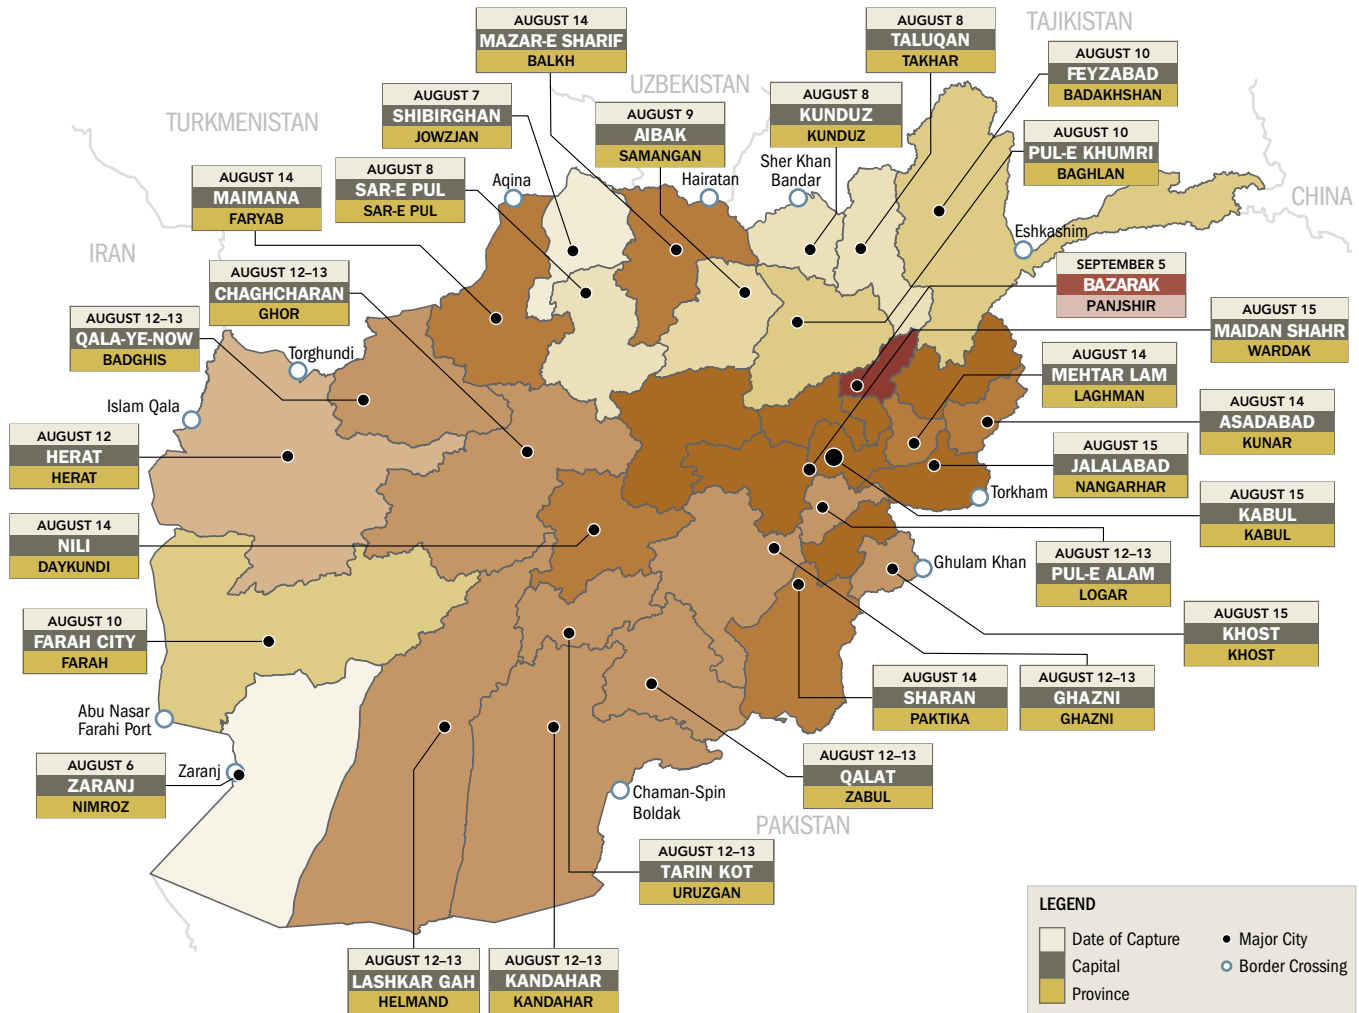 AUGUST 14
MAZAR-E SHARIF
BALKH
AUGUST 8
TALUQAN
TAKHAR
TAJIKISTAN
AUGUST 10
FEYZABAD
BADAKHSHAN
UZBEKISTAN
AUGUST 7
SHIBIRGHAN
JOWZJAN
AUGUST 9
AIBAK
SAMANGAN
AUGUST 8
KUNDUZ
KUNDUZ
TURKMENISTAN
AUGUST 10
PUL-E KHUMRI
BAGHLAN
AUGUST 14
MAIMANA
FARYAB
AUGUST 8
SAR-E PUL
SAR-E PUL
Aqina
Hairatan
Sher Khan
Bandar
CHINA
IRAN
Eshkashim
AUGUST 12–13
CHAGHCHARAN
GHOR
SEPTEMBER 5
BAZARAK
PANJSHIR
AUGUST 12–13
QALA-YE-NOW
BADGHIS
AUGUST 15
MAIDAN SHAHR
WARDAK
Torghundi
AUGUST 14
MEHTAR LAM
LAGHMAN
Islam Qala
AUGUST 14
ASADABAD
KUNAR
AUGUST 12
HERAT
HERAT
AUGUST 15
JALALABAD
NANGARHAR
Torkham
AUGUST 15
KABUL
KABUL
AUGUST 14
NILI
DAYKUNDI
Ghulam Khan
AUGUST 12–13
PUL-E ALAM
LOGAR
AUGUST 10
FARAH CITY
FARAH
AUGUST 15
KHOST
KHOST
AUGUST 14
SHARAN
PAKTIKA
AUGUST 12–13
GHAZNI
GHAZNI
Abu Nasar
Farahi Port
AUGUST 6
ZARANJ
NIMROZ
Zaranj
AUGUST 12–13
QALAT
ZABUL
Chaman-Spin
Boldak
PAKISTAN
AUGUST 12–13
TARIN KOT
URUZGAN
AUGUST 12–13
LASHKAR GAH
HELMAND
AUGUST 12–13
KANDAHAR
KANDAHAR
LEGEND
Date of Capture
Capital
Province
Major City
Border Crossing